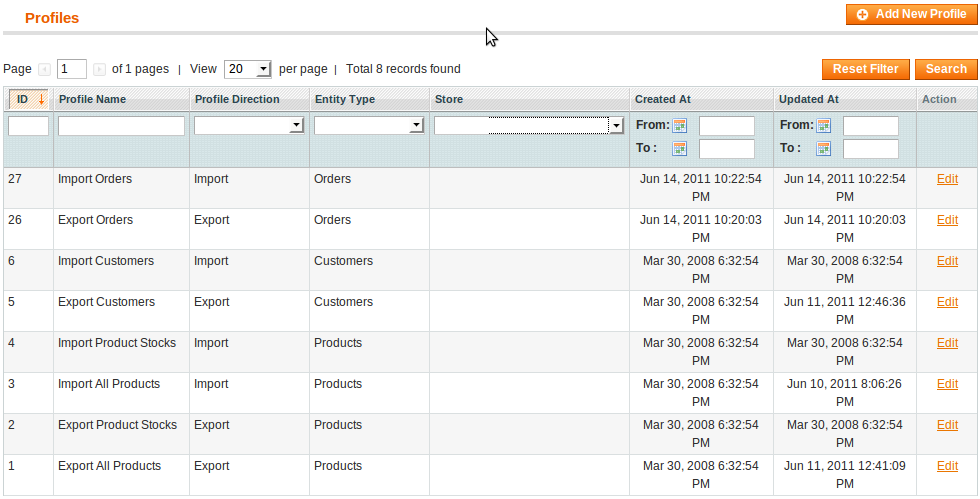 Profiles
Add New Profile
Page 1 of 1 pages | View 20 per page | Total 8 records found
Reset Filter Search
ID Profile Name Profile Direction Entity Type Store Created At Updated At Action
From: From:
To : To :
27 Import Orders Import Orders Jun 14, 2011 10:22:54 Jun 14, 2011 10:22:54 Edit
PM PM
26 Export Orders Export Orders Jun 14, 2011 10:20:03 Jun 14, 2011 10:20:03 Edit
PM PM
6 Import Customers Import Customers Mar 30, 2008 6:32:54 Mar 30, 2008 6:32:54 Edit
PM PM
5 Export Customers Export Customers Mar 30, 2008 6:32:54 Jun 11, 2011 12:46:36 Edit
PM PM
4 Import Product Stocks Import Products Mar 30, 2008 6:32:54 Mar 30, 2008 6:32:54 Edit
PM PM
3 Import All Products Import Products Mar 30, 2008 6:32:54 Jun 10, 2011 8:06:26 Edit
PM PM
2 Export Product Stocks Export Products Mar 30, 2008 6:32:54 Mar 30, 2008 6:32:54 Edit
PM PM
1 Export All Products Export Products Mar 30, 2008 6:32:54 Jun 11, 2011 12:41:09 Edit
PM PM